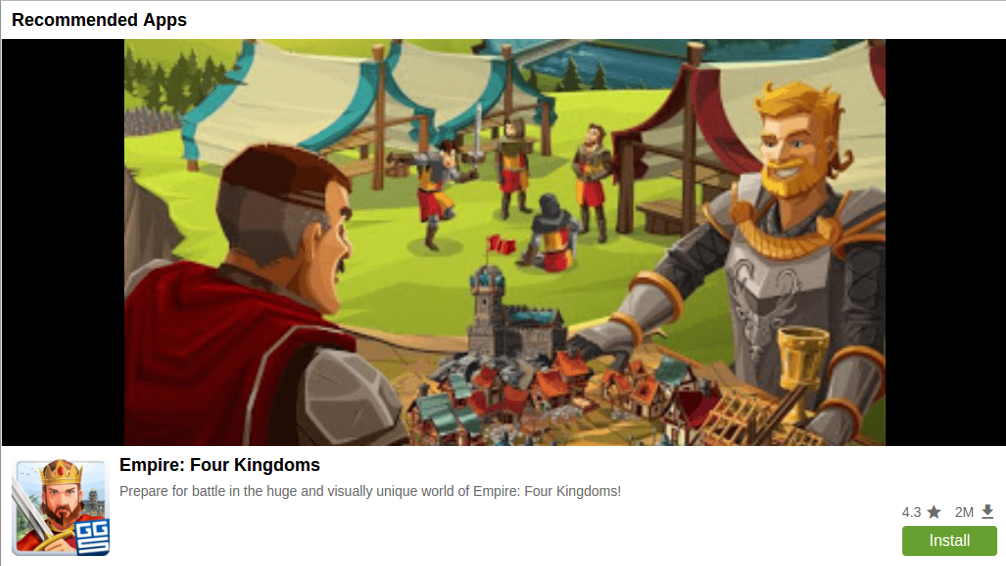 Recommended Apps
Empire: Four Kingdoms
Prepare for battle in the huge and visually unique world of Empire: Four Kingdoms!
GG
S
4.3 2M
Install